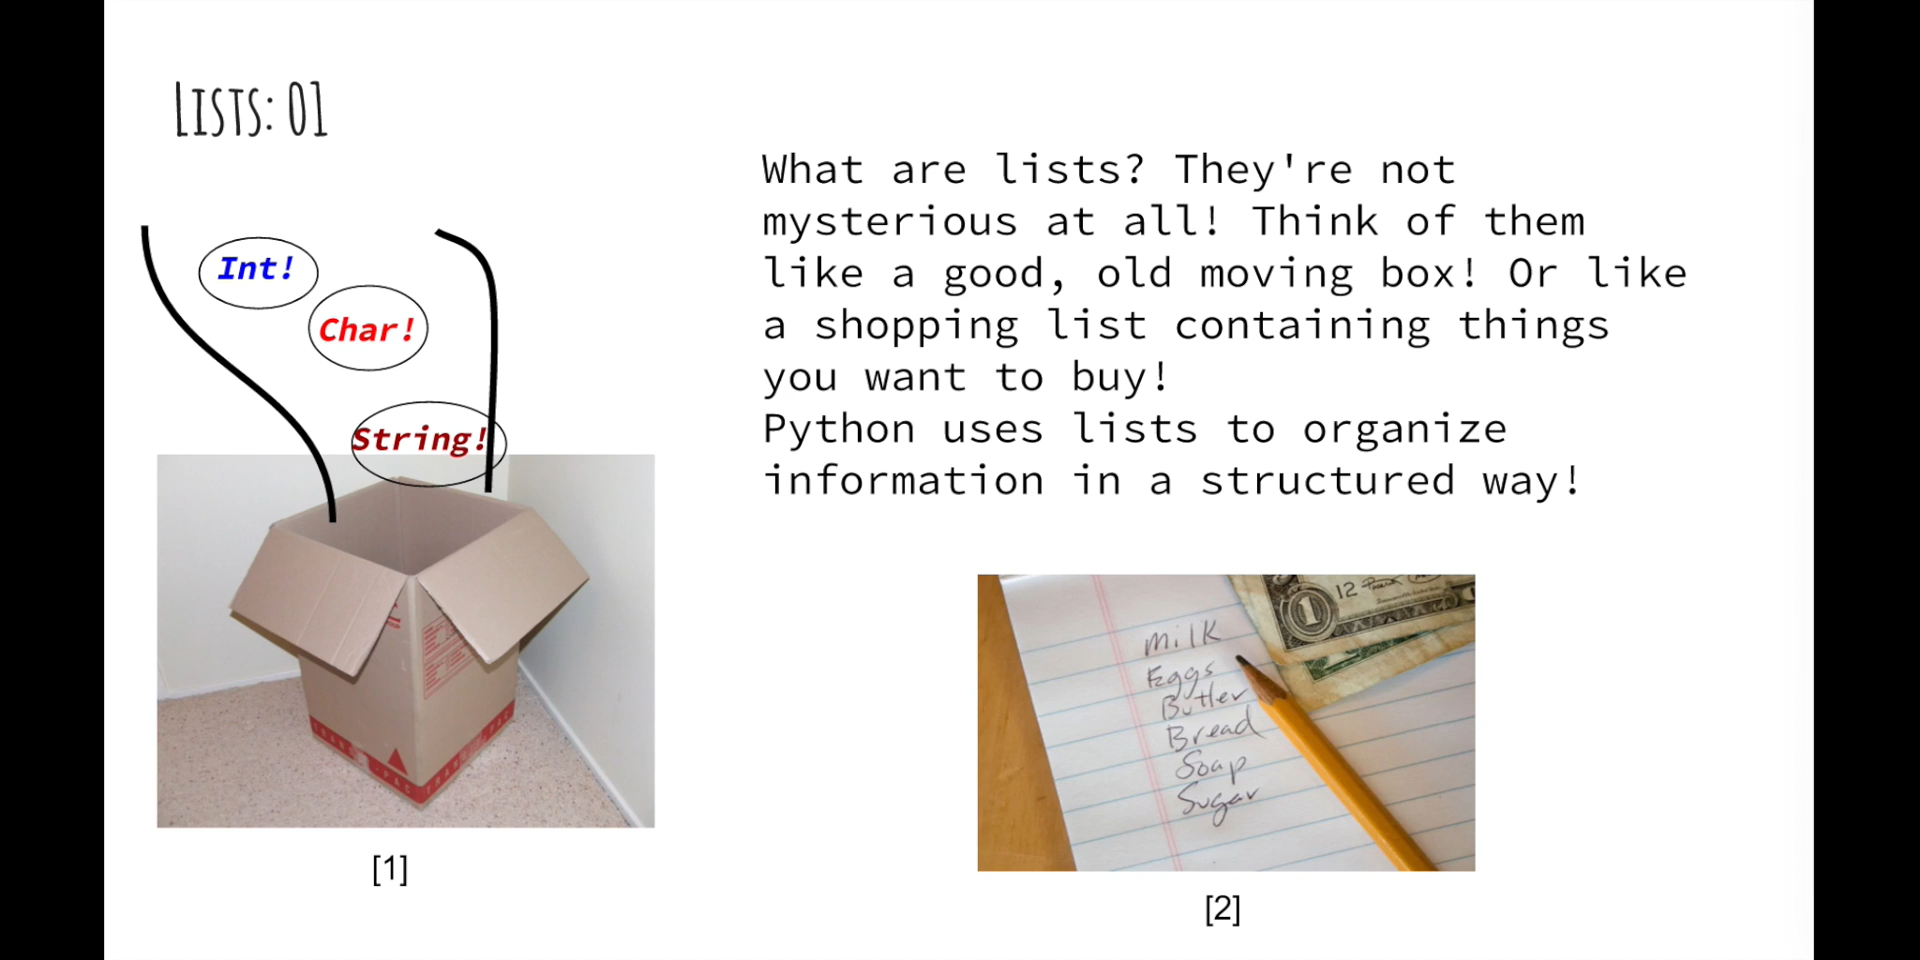 Lists: 01
Int!
Char!
String!
[1]
What are lists? They're not
mysterious at all! Think of them
like a good, old moving box! Or like
a shopping list containing things
you want to buy!
Python uses lists to organize
information in a structured way!
12
1
Milk
Eggs
Butter
Bread
Soap
Sugar
[2]